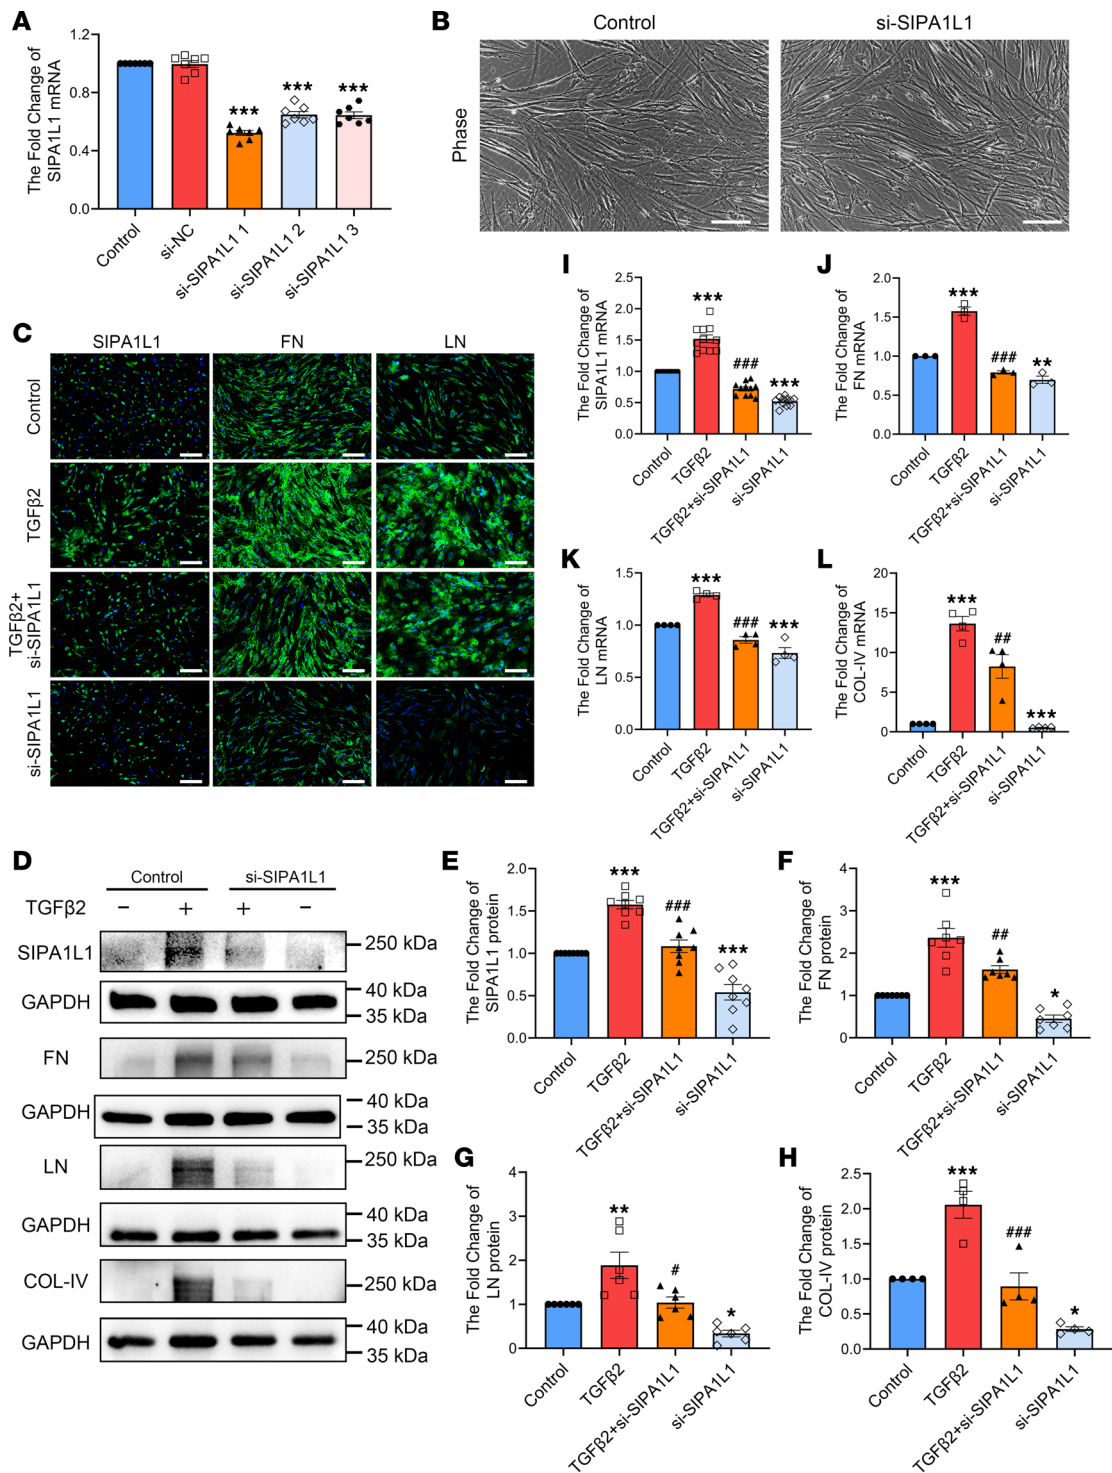 A
The Fold Change of
SIPA1L1 mRNA
1.2
0.8
0.4
0.0
Control
si-NC
si-SIPA1L1 1
si-SIPA1L1 2
si-SIPA1L1 3
***
***
***
B
Control
si-SIPA1L1
Phase
C
SIPA1L1
FN
LN
Control
TGFβ2
TGFβ2+
si-SIPA1L1
si-SIPA1L1
I
The Fold Change of
SIPA1L1 mRNA
2.5
2.0
1.5
1.0
0.5
0.0
***
###
***
Control
TGFβ2
TGFβ2+si-SIPA1L1
si-SIPA1L1
J
The Fold Change of
FN mRNA
2.0
1.5
1.0
0.5
0.0
***
###
**
Control
TGFβ2
TGFβ2+si-SIPA1L1
si-SIPA1L1
K
The Fold Change of
LN mRNA
1.5
1.0
0.5
0.0
***
###
***
Control
TGFβ2
TGFβ2+si-SIPA1L1
si-SIPA1L1
L
The Fold Change of
COL-IV mRNA
20
15
10
5
0
***
##
***
Control
TGFβ2
TGFβ2+si-SIPA1L1
si-SIPA1L1
D
Control
si-SIPA1L1
TGFβ2
− + + −
SIPA1L1
250 kDa
GAPDH
40 kDa
35 kDa
FN
250 kDa
GAPDH
40 kDa
35 kDa
LN
250 kDa
GAPDH
40 kDa
35 kDa
COL-IV
250 kDa
GAPDH
40 kDa
35 kDa
E
The Fold Change of
SIPA1L1 protein
2.0
1.5
1.0
0.5
0.0
***
###
***
Control
TGFβ2
TGFβ2+si-SIPA1L1
si-SIPA1L1
F
The Fold Change of
FN protein
4
3
2
1
0
***
##
*
Control
TGFβ2
TGFβ2+si-SIPA1L1
si-SIPA1L1
G
The Fold Change of
LN protein
4
3
2
1
0
**
#
*
Control
TGFβ2
TGFβ2+si-SIPA1L1
si-SIPA1L1
H
The Fold Change of
COL-IV protein
2.5
2.0
1.5
1.0
0.5
0.0
***
###
*
Control
TGFβ2
TGFβ2+si-SIPA1L1
si-SIPA1L1